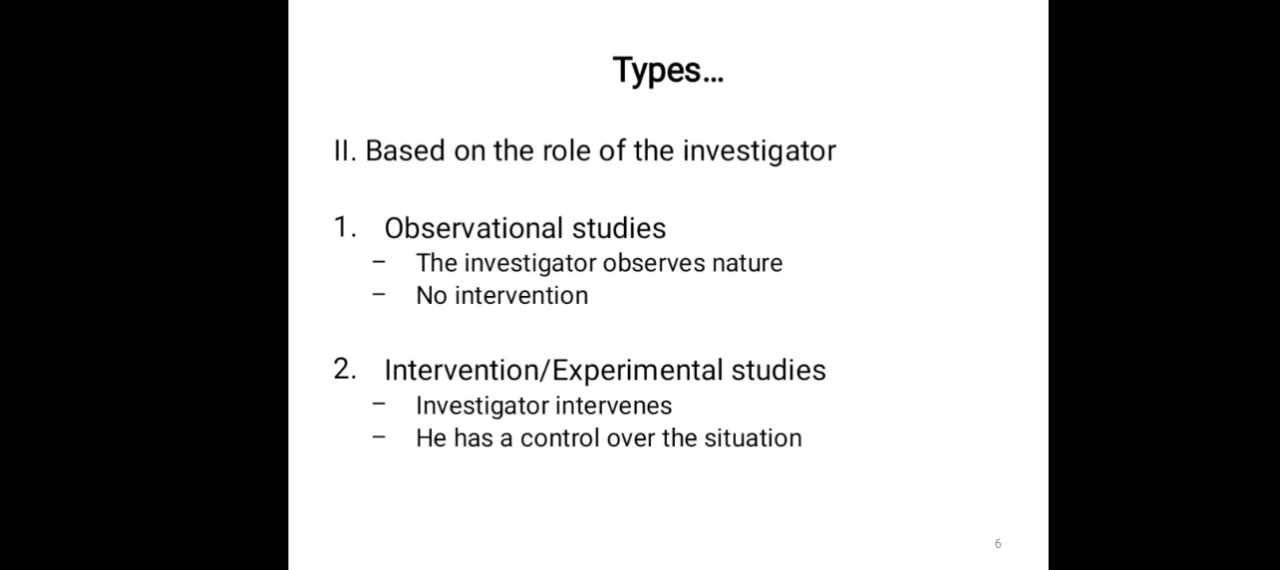 Types...
II. Based on the role of the investigator
1. Observational studies
– The investigator observes nature
– No intervention
2. Intervention/Experimental studies
– Investigator intervenes
– He has a control over the situation
6